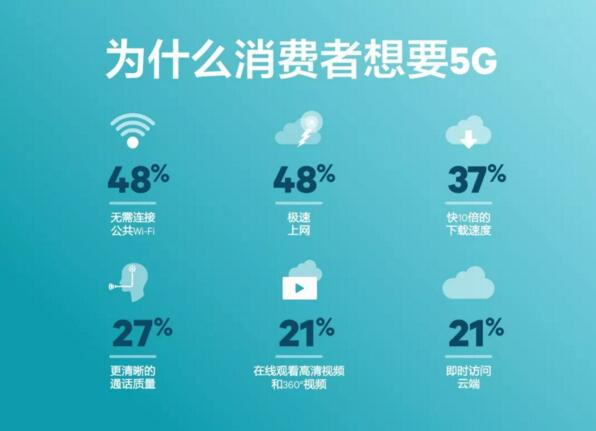 为什么消费者想要5G
48%
无需连接
公共Wi-Fi
48%
极速
上网
37%
快10倍的
下载速度
27%
更清晰的
通话质量
21%
在线观看高清视频
和360°视频
21%
即时访问
云端